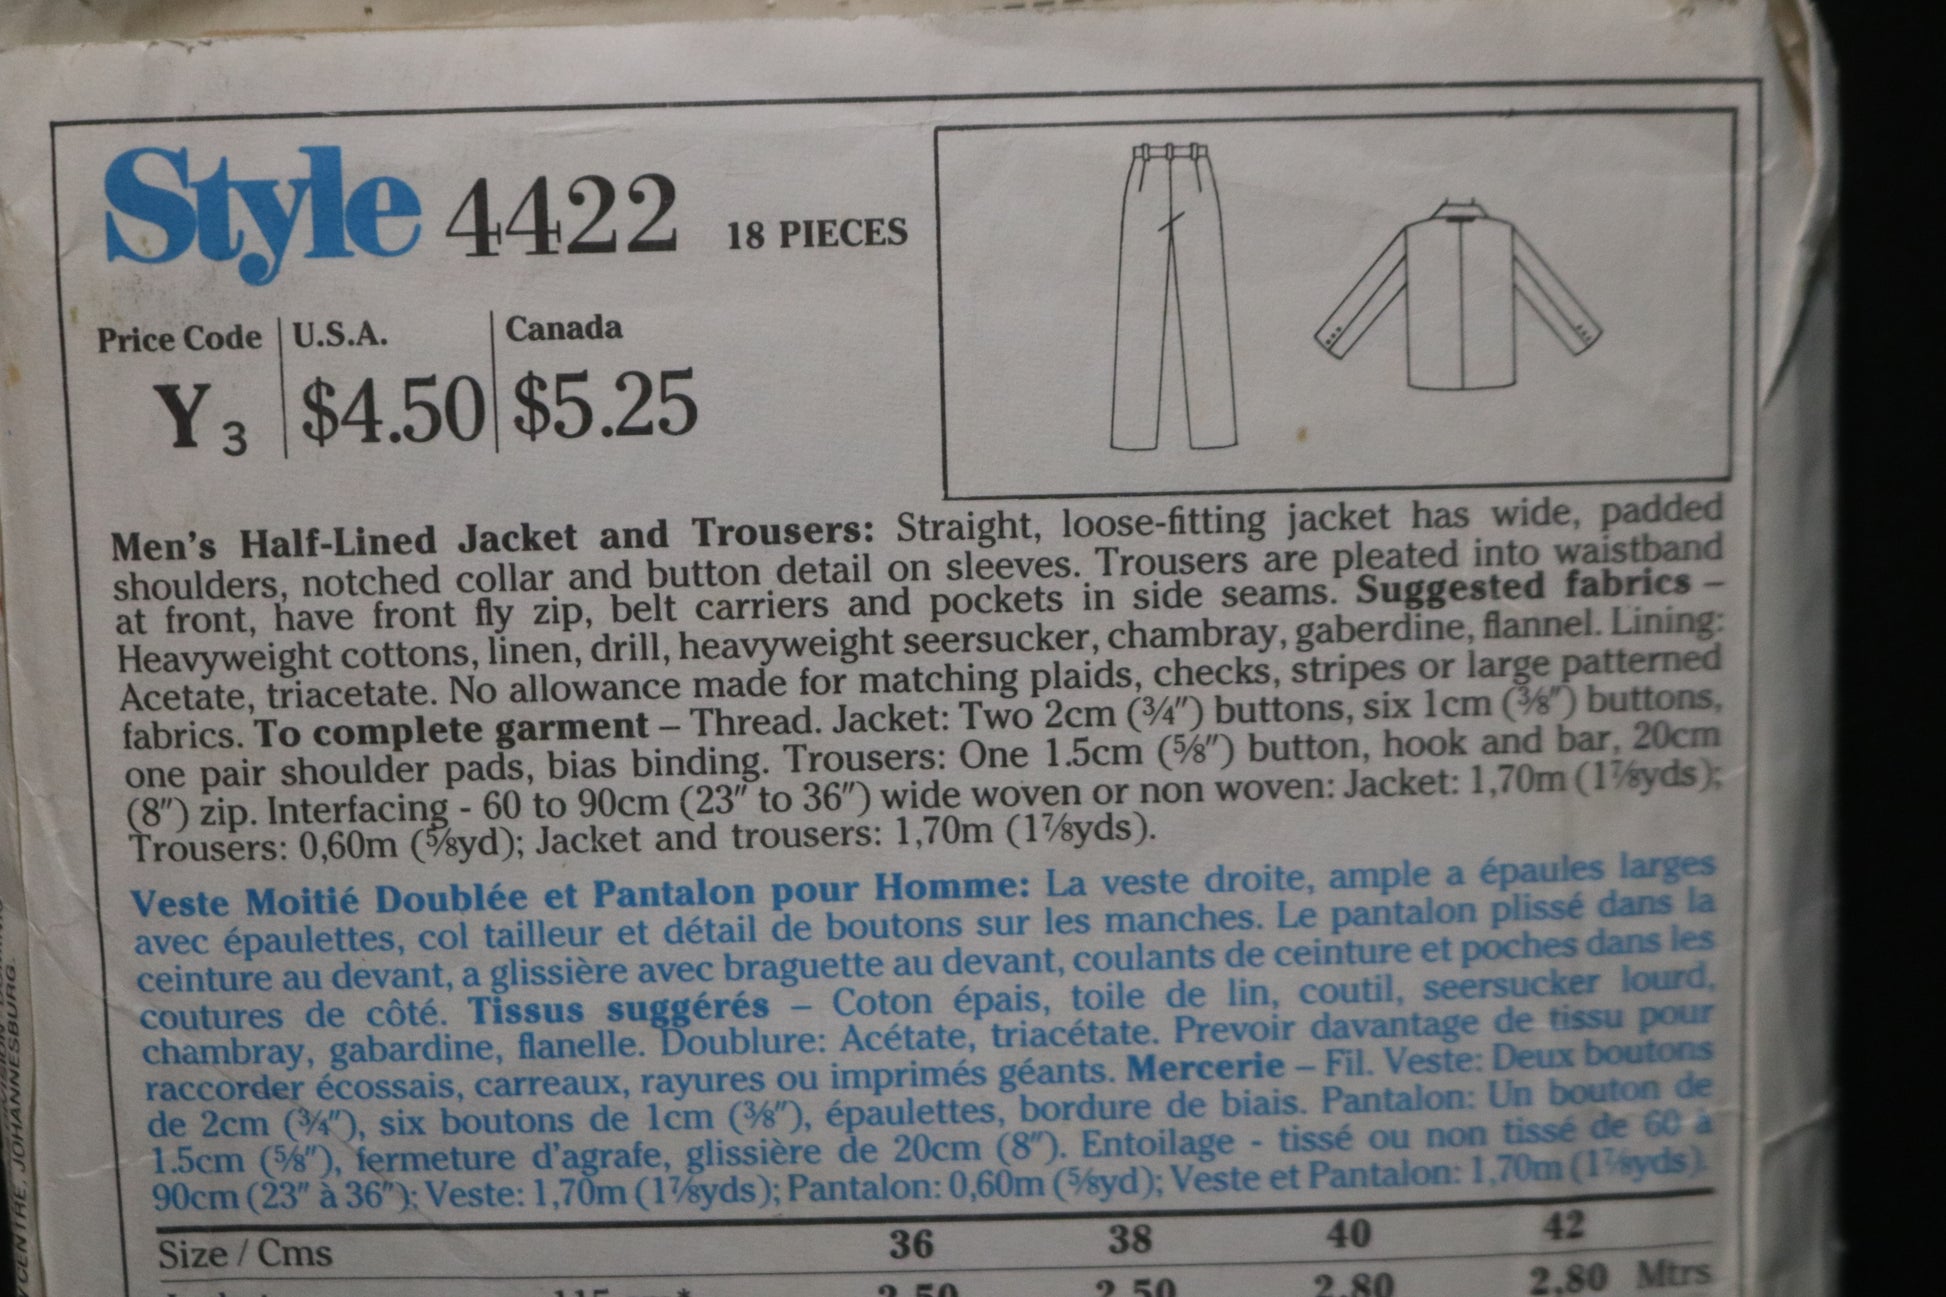 Style 4422 18 PIECES
Price Code U.S.A. Canada
Y3 $4.50 $5.25
Men's Half-Lined Jacket and Trousers: Straight, loose-fitting jacket has wide, padded
shoulders, notched collar and button detail on sleeves. Trousers are pleated into waistband
at front, have front fly zip, belt carriers and pockets in side seams. Suggested fabrics –
Heavyweight cottons, linen, drill, heavyweight seersucker, chambray, gaberdine, flannel. Lining:
Acetate, triacetate. No allowance made for matching plaids, checks, stripes or large patterned
fabrics. To complete garment – Thread. Jacket: Two 2cm (¾″) buttons, six 1cm (⅜″) buttons,
one pair shoulder pads, bias binding. Trousers: One 1.5cm (⅝″) button, hook and bar, 20cm
(8″) zip. Interfacing - 60 to 90cm (23″ to 36″) wide woven or non woven: Jacket: 1,70m (1⅞yds);
Trousers: 0,60m (⅝yd); Jacket and trousers: 1,70m (1⅞yds).
Veste Moitié Doublée et Pantalon pour Homme: La veste droite, ample a épaules larges
avec épaulettes, col tailleur et détail de boutons sur les manches. Le pantalon plissé dans la
ceinture au devant, a glissière avec braguette au devant, coulants de ceinture et poches dans les
coutures de côté. Tissus suggérés – Coton épais, toile de lin, coutil, seersucker lourd,
chambray, gabardine, flanelle. Doublure: Acétate, triacétate. Prevoir davantage de tissu pour
raccorder écossais, carreaux, rayures ou imprimés géants. Mercerie – Fil. Veste: Deux boutons
de 2cm (¾″), six boutons de 1cm (⅜″), épaulettes, bordure de biais. Pantalon: Un bouton de
1.5cm (⅝″), fermeture d'agrafe, glissière de 20cm (8″). Entoilage - tissé ou non tissé de 60 à
90cm (23″ à 36″); Veste: 1,70m (1⅞yds); Pantalon: 0,60m (⅝yd); Veste et Pantalon: 1,70m (1⅞yds).
Size / Cms 36 38 40 42
2.50 2.50 2.80 2.80 Mtrs
CENTRE, JOHANNESBURG.